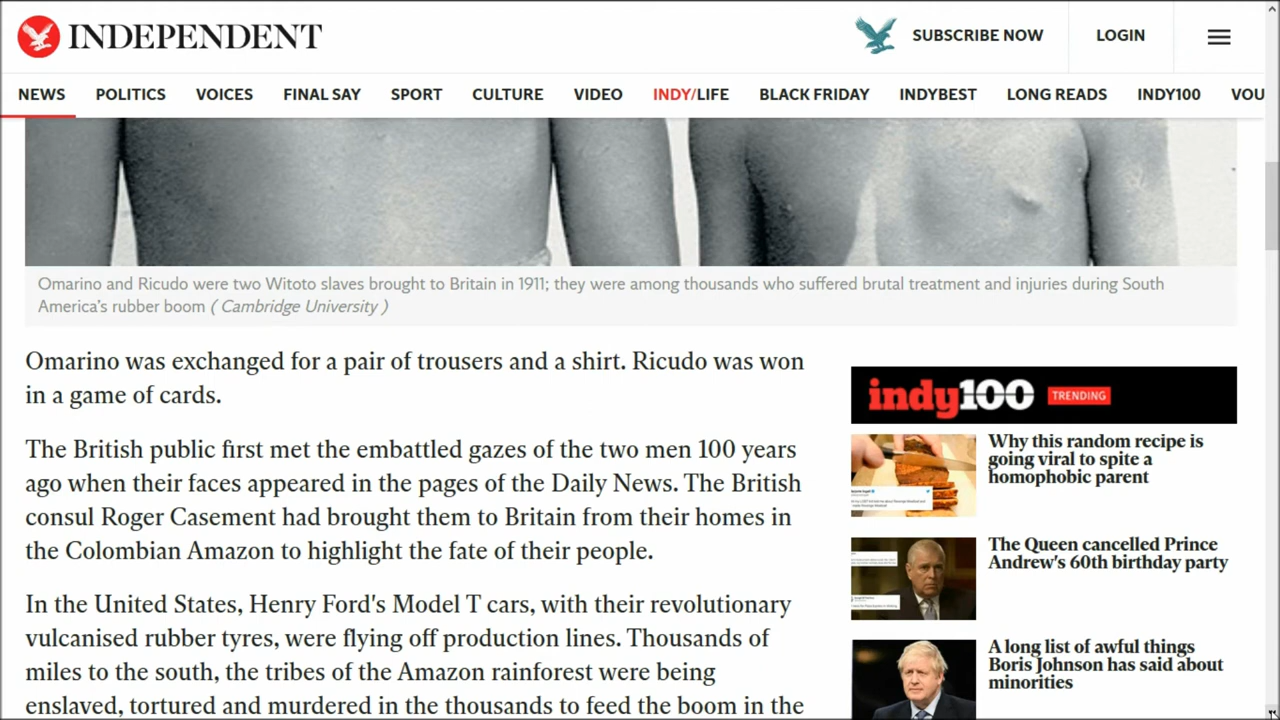 INDEPENDENT
SUBSCRIBE NOW
LOGIN
NEWS POLITICS VOICES FINAL SAY SPORT CULTURE VIDEO INDY/LIFE BLACK FRIDAY INDYBEST LONG READS INDY100 VOU
Omarino and Ricudo were two Witoto slaves brought to Britain in 1911; they were among thousands who suffered brutal treatment and injuries during South
America's rubber boom ( Cambridge University )
Omarino was exchanged for a pair of trousers and a shirt. Ricudo was won
in a game of cards.
The British public first met the embattled gazes of the two men 100 years
ago when their faces appeared in the pages of the Daily News. The British
consul Roger Casement had brought them to Britain from their homes in
the Colombian Amazon to highlight the fate of their people.
In the United States, Henry Ford's Model T cars, with their revolutionary
vulcanised rubber tyres, were flying off production lines. Thousands of
miles to the south, the tribes of the Amazon rainforest were being
enslaved, tortured and murdered in the thousands to feed the boom in the
indy100 TRENDING
Why this random recipe is
going viral to spite a
homophobic parent
The Queen cancelled Prince
Andrew's 60th birthday party
A long list of awful things
Boris Johnson has said about
minorities